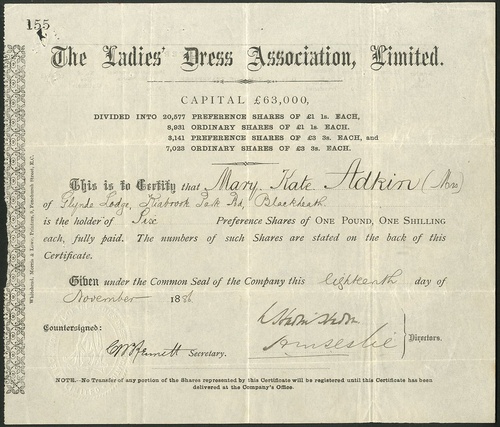 155
The Ladies' Dress Association, Limited.
CAPITAL £63,000,
DIVIDED INTO 20,577 PREFERENCE SHARES OF £1 1s. EACH,
8,931 ORDINARY SHARES OF £1 1s. EACH.
3,141 PREFERENCE SHARES OF £3 3s. EACH, and
7,023 ORDINARY SHARES OF £3 3s. EACH.
This is to Certify that Mary Kate Adkin (Mrs)
of Glynde Lodge, Park Rd, Blackheath
is the holder of Six Preference Shares of ONE POUND, ONE SHILLING
each, fully paid. The numbers of such Shares are stated on the back of this
Certificate.
Given under the Common Seal of the Company this Eighteenth day of
November 1886
Countersigned:
Secretary.
Directors.
NOTE.—No Transfer of any portion of the Shares represented by this Certificate will be registered until this Certificate has been
delivered at the Company's Office.